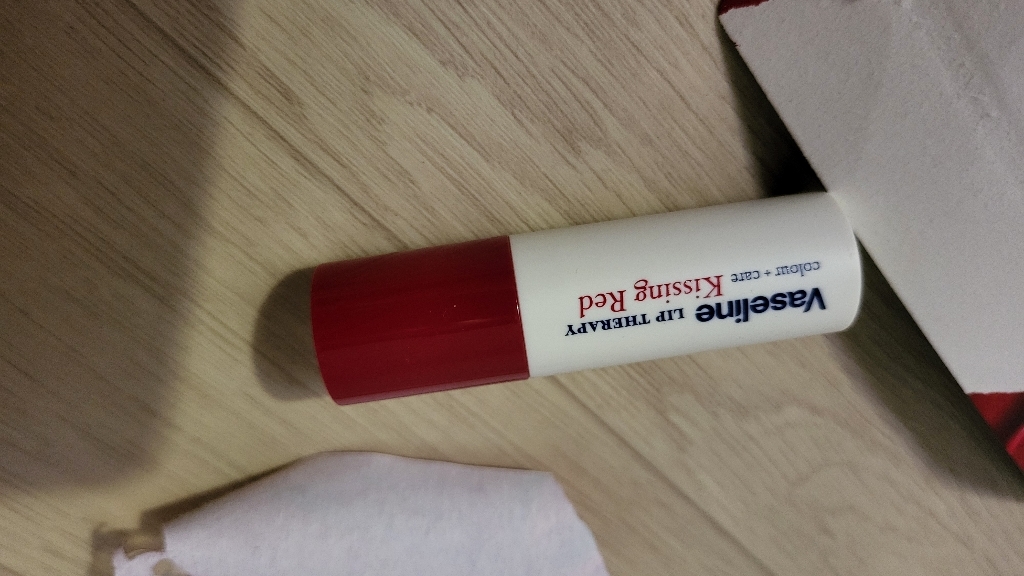 Vaseline LIP THERAPY
colour + care Kissing Red